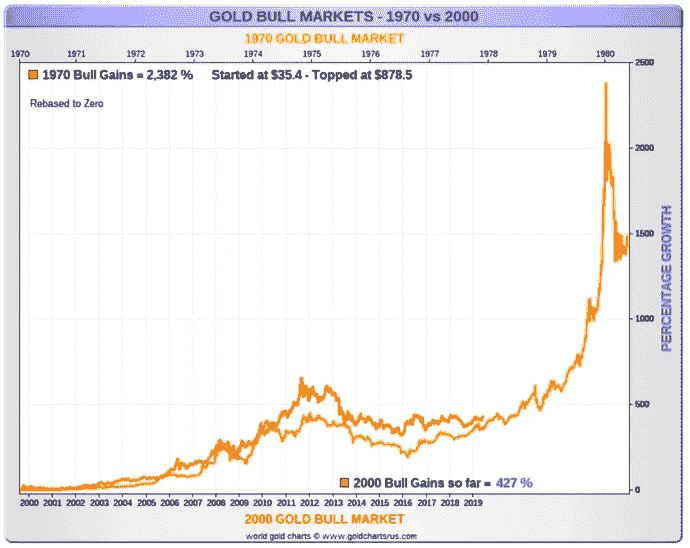 GOLD BULL MARKETS - 1970 vs 2000
1970 GOLD BULL MARKET
1970 1971 1972 1973 1974 1975 1976 1977 1978 1979 1980
1970 Bull Gains = 2,382 % Started at $35.4 - Topped at $878.5
Rebased to Zero
2500
2000
1500
1000
500
0
PERCENTAGE GROWTH
2000 Bull Gains so far = 427 %
2000 2001 2002 2003 2004 2005 2006 2007 2008 2009 2010 2011 2012 2013 2014 2015 2016 2017 2018 2019
2000 GOLD BULL MARKET
world gold charts © www.goldchartsrus.com